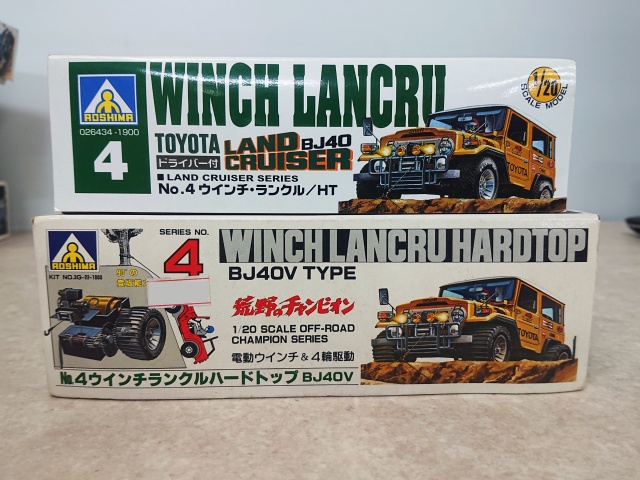 WINCH LANCRU
1/20
SCALE MODEL
AOSHIMA
026434-1900
4
TOYOTA LAND CRUISER BJ40
ドライバー付
■ LAND CRUISER SERIES
No.4 ウインチ・ランクル/HT
TOYOTA
AOSHIMA
SERIES NO.
4
WINCH LANCRU HARDTOP
BJ40V TYPE
荒野のチャンピオン
1/20 SCALE OFF-ROAD
CHAMPION SERIES
電動ウインチ&4輪駆動
No.4ウインチランクルハードトップ BJ40V
TOYOTA